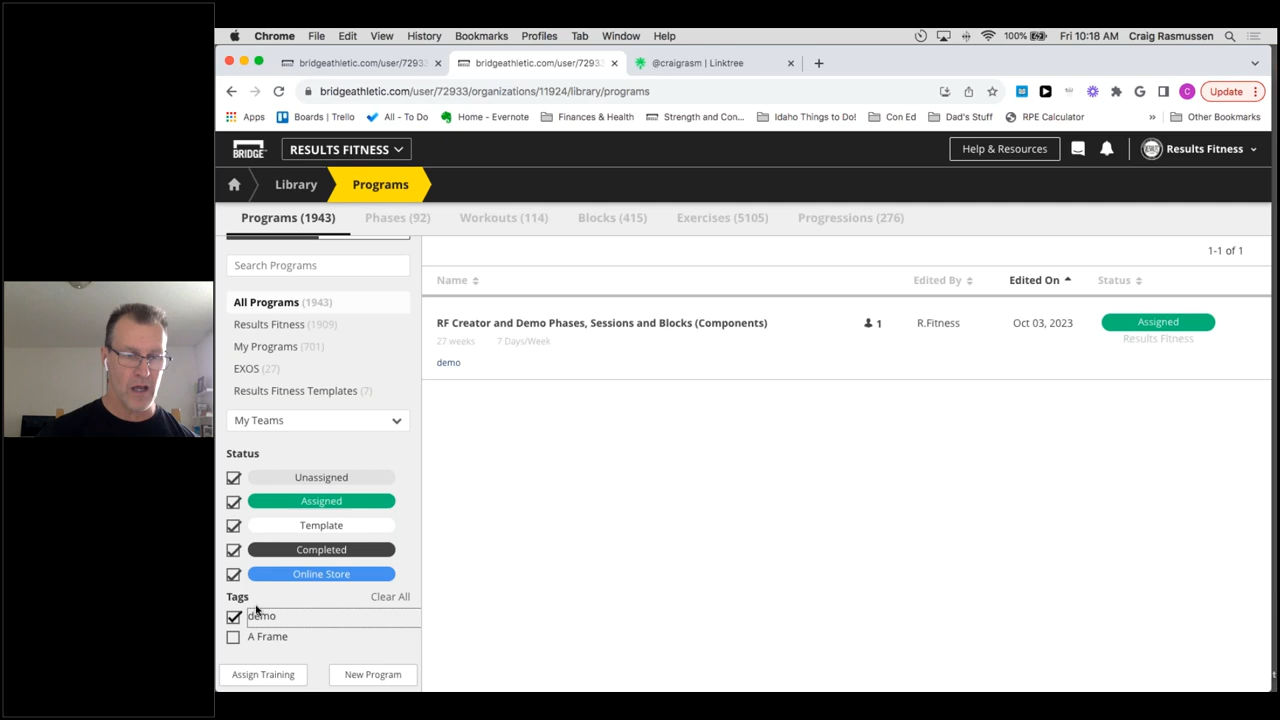 Chrome File Edit View History Bookmarks Profiles Tab Window Help 100% Fri 10:18 AM Craig Rasmussen
bridgeathletic.com/user/7293 bridgeathletic.com/user/7293 @craigrasm | Linktree
bridgeathletic.com/user/72933/organizations/11924/library/programs Update
Apps Boards | Trello All - To Do Home - Evernote Finances & Health Strength and Con... Idaho Things to Do! Con Ed Dad's Stuff RPE Calculator » Other Bookmarks
BRIDGE RESULTS FITNESS Help & Resources Results Fitness
Library Programs
Programs (1943) Phases (92) Workouts (114) Blocks (415) Exercises (5105) Progressions (276)
1-1 of 1
Search Programs
Name Edited By Edited On Status
All Programs (1943)
Results Fitness (1909)
RF Creator and Demo Phases, Sessions and Blocks (Components) 1 R.Fitness Oct 03, 2023 Assigned
27 weeks 7 Days/Week Results Fitness
My Programs (701)
demo
EXOS (27)
Results Fitness Templates (7)
My Teams
Status
Unassigned
Assigned
Template
Completed
Online Store
Tags Clear All
demo
A Frame
Assign Training New Program